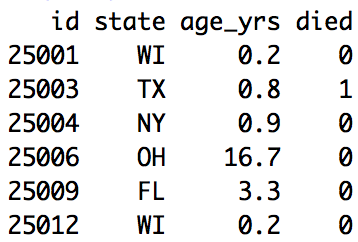 id state age_yrs died
25001 WI 0.2 0
25003 TX 0.8 1
25004 NY 0.9 0
25006 OH 16.7 0
25009 FL 3.3 0
25012 WI 0.2 0